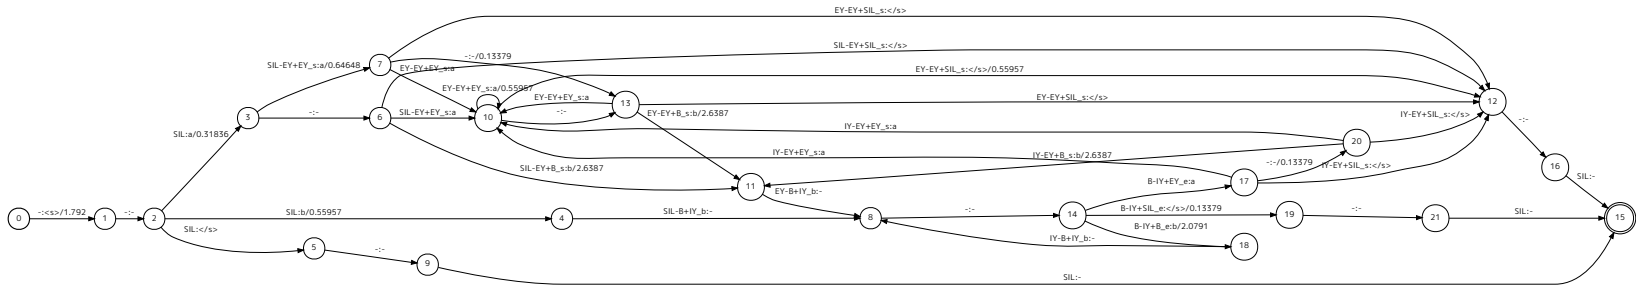 EY-EY+SIL_s:</s>
SIL-EY+SIL_s:</s>
-:-/0.13379
SIL-EY+EY_s:a/0.64648
7
EY-EY+EY_s:a
EY-EY+SIL_s:</s>/0.55957
EY-EY+EY_s:a/0.55957
EY-EY+EY_s:a
13
EY-EY+SIL_s:</s>
12
-:-
EY-EY+B_s:b/2.6387
IY-EY+SIL_s:</s>
3
-:-
6
SIL-EY+EY_s:a
10
-:-
IY-EY+EY_s:a
SIL:a/0.31836
20
IY-EY+EY_s:a
IY-EY+B_s:b/2.6387
-:-/0.13379
IY-EY+SIL_s:</s>
16
SIL-EY+B_s:b/2.6387
SIL:-
11
EY-B+IY_b:-
B-IY+EY_e:a
17
0
-:<s>/1.792
1
-:-
2
SIL:b/0.55957
4
SIL-B+IY_b:-
8
-:-
14
B-IY+SIL_e:</s>/0.13379
19
-:-
21
SIL:-
15
SIL:</s>
B-IY+B_e:b/2.0791
IY-B+IY_b:-
18
5
-:-
9
SIL:-